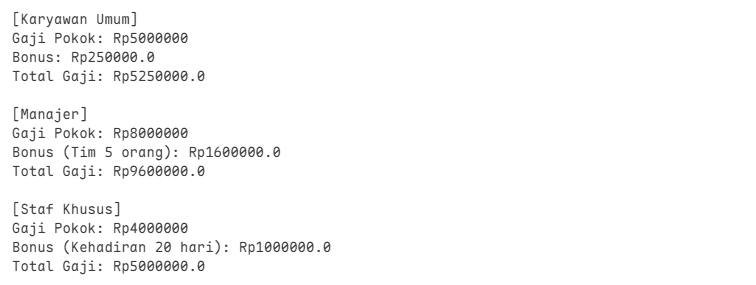 [Karyawan Umum]
Gaji Pokok: Rp5000000
Bonus: Rp250000.0
Total Gaji: Rp5250000.0

[Manajer]
Gaji Pokok: Rp8000000
Bonus (Tim 5 orang): Rp1600000.0
Total Gaji: Rp9600000.0

[Staf Khusus]
Gaji Pokok: Rp4000000
Bonus (Kehadiran 20 hari): Rp1000000.0
Total Gaji: Rp5000000.0